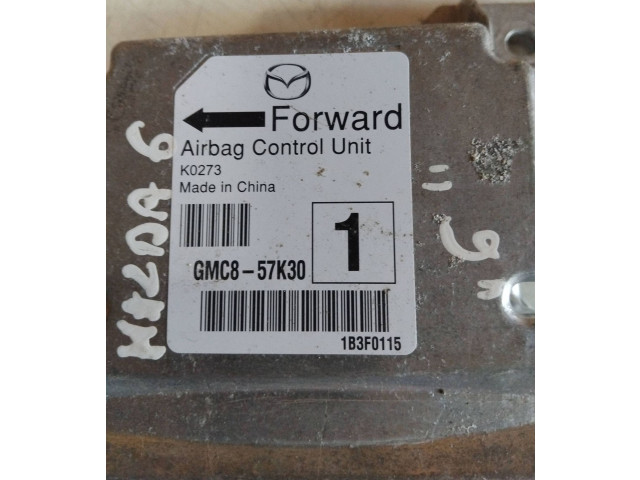 Forward
Airbag Control Unit
K0273
Made in China
1
GMC8-57K30
1B3F0115
MAZDA 6